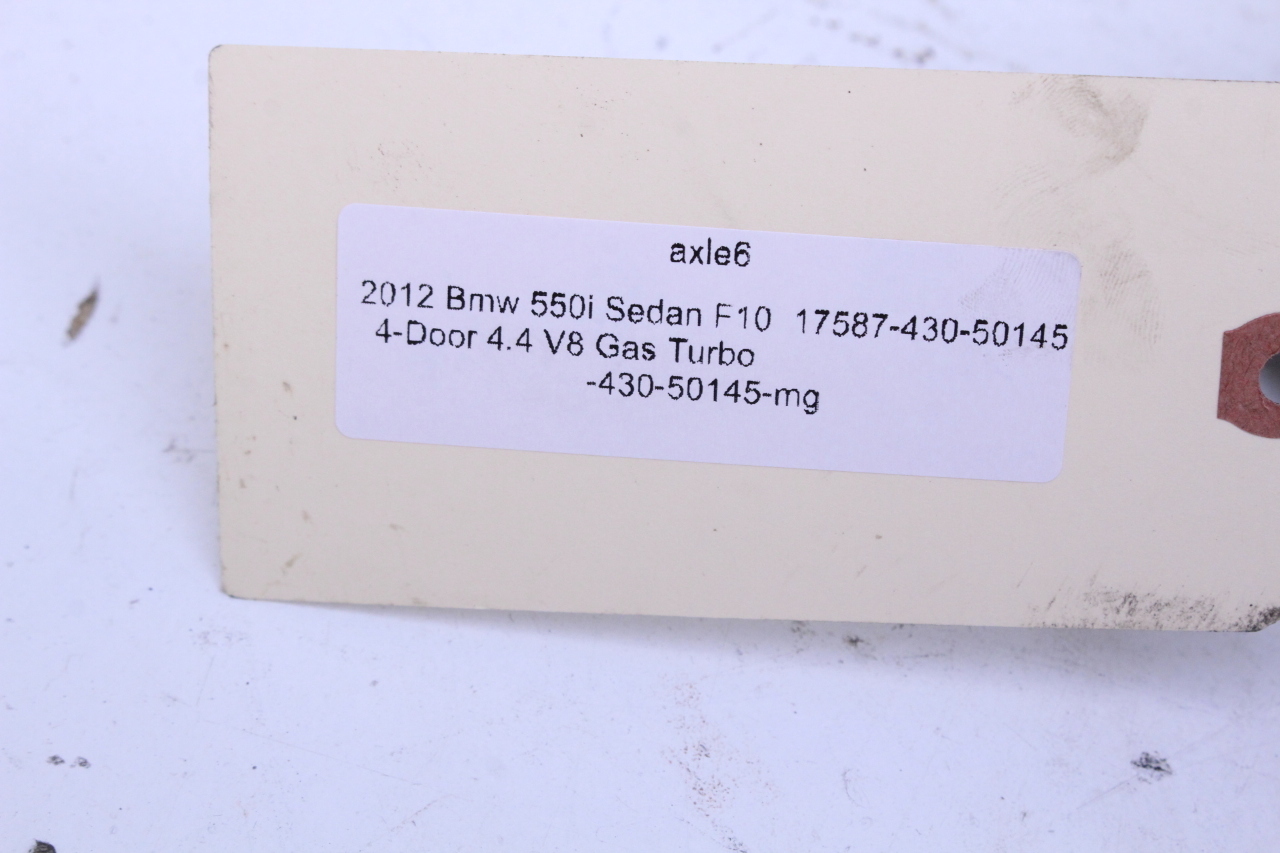 axle6
2012 Bmw 550i Sedan F10 17587-430-50145
4-Door 4.4 V8 Gas Turbo
-430-50145-mg